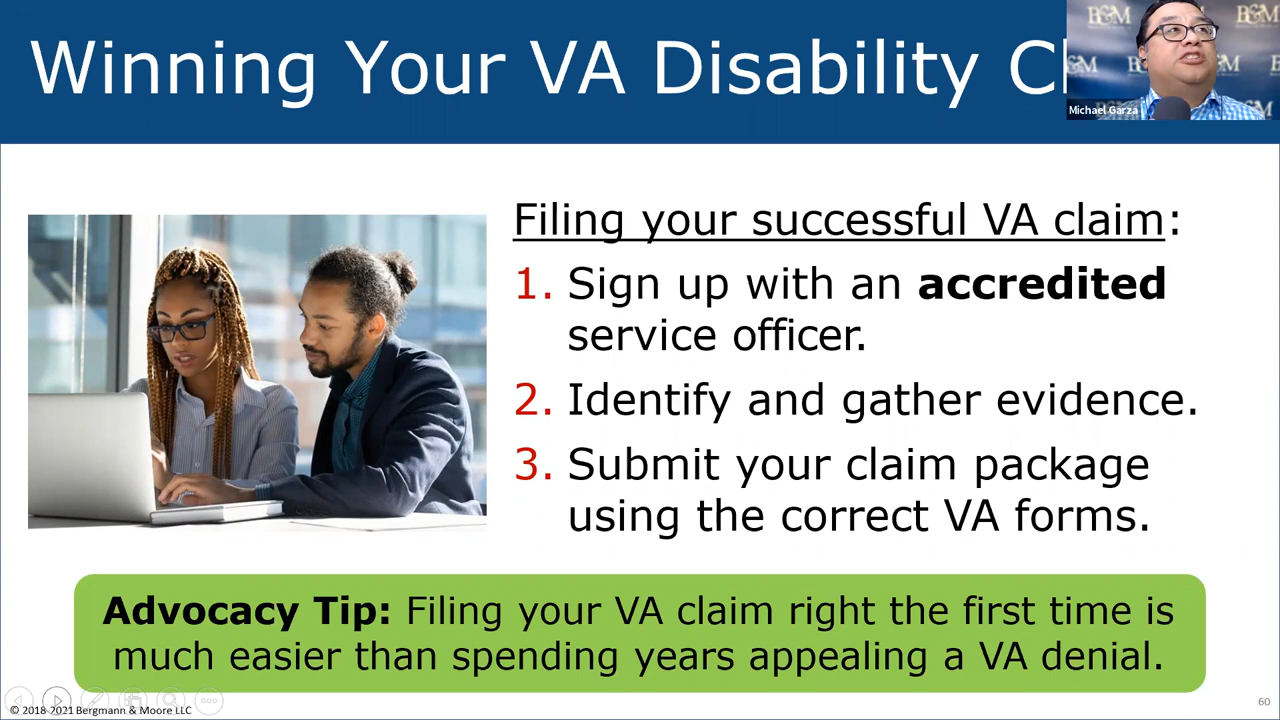 Winning Your VA Disability Cl
B&M
B&M
Michael Garza
Filing your successful VA claim:
1. Sign up with an accredited
service officer.
2. Identify and gather evidence.
3. Submit your claim package
using the correct VA forms.
Advocacy Tip: Filing your VA claim right the first time is
much easier than spending years appealing a VA denial.
© 2018-2021 Bergmann & Moore LLC
60